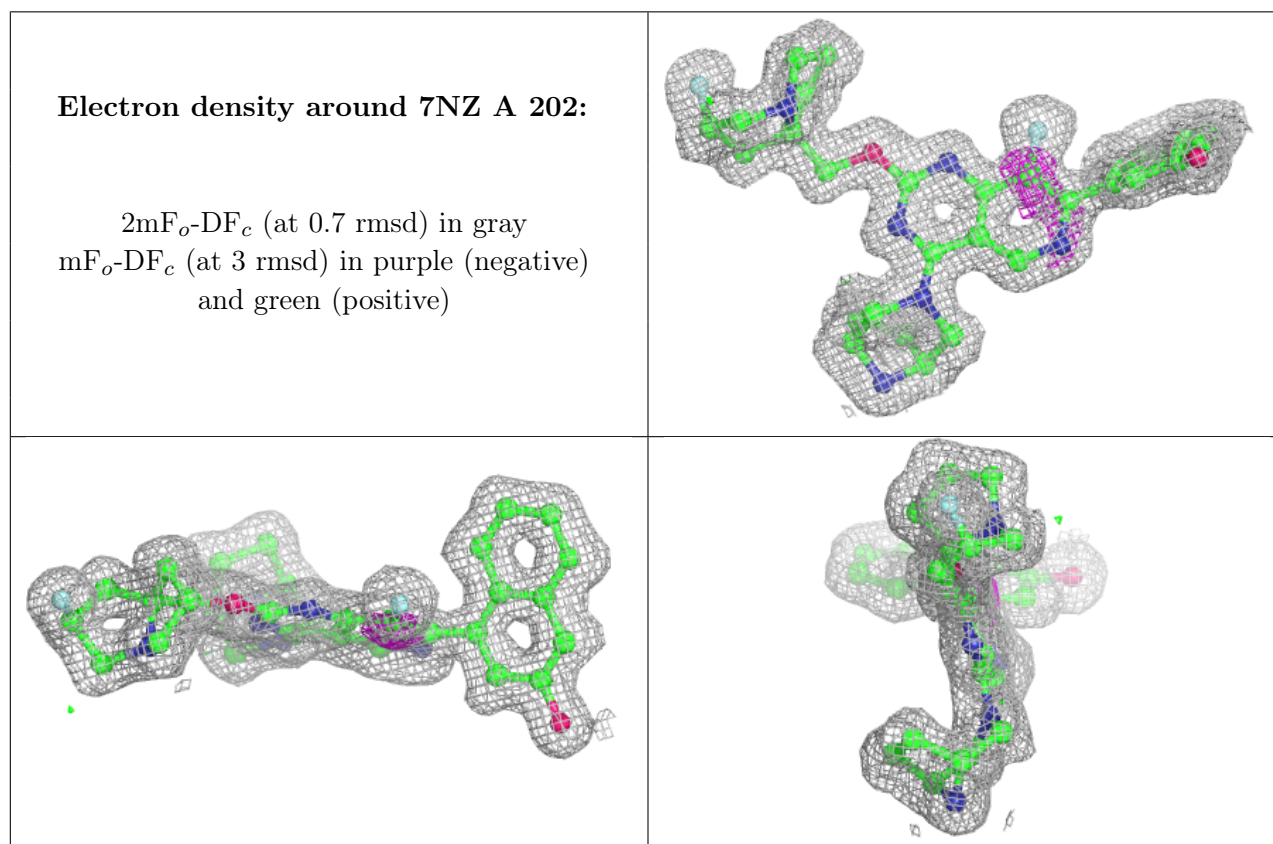 Electron density around 7NZ A 202:
2mFo-DFc (at 0.7 rmsd) in gray
mFo-DFc (at 3 rmsd) in purple (negative)
and green (positive)